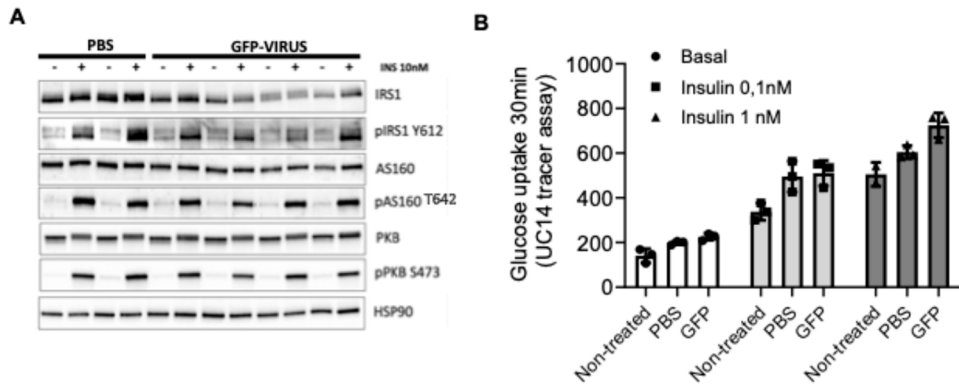 A
PBS GFP-VIRUS
- + - + - + - + - + - + INS 10nM
IRS1
pIRS1 Y612
AS160
pAS160 T642
PKB
pPKB S473
HSP90
B
Basal
Insulin 0,1nM
Insulin 1 nM
Glucose uptake 30min
(UC14 tracer assay)
1000
800
600
400
200
0
Non-treated PBS GFP Non-treated PBS GFP Non-treated PBS GFP